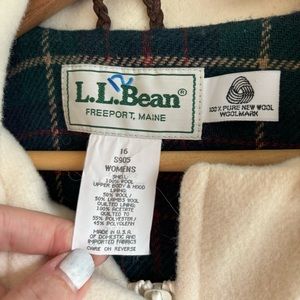 L.L.Bean®
FREEPORT, MAINE
100% PURE NEW WOOL
WOOLMARK
16
S905
WOMENS
SHELL:
100% WOOL
UPPER BODY & HOOD
LINING:
50% WOOL/
50% LAMBS WOOL
QUILTED LINING:
100% ACETATE
QUILTED TO
55% POLYESTER/
45% POLYOLEAN
MADE IN U.S.A.
OF DOMESTIC AND
IMPORTED FABRICS
CARE ON REVERSE